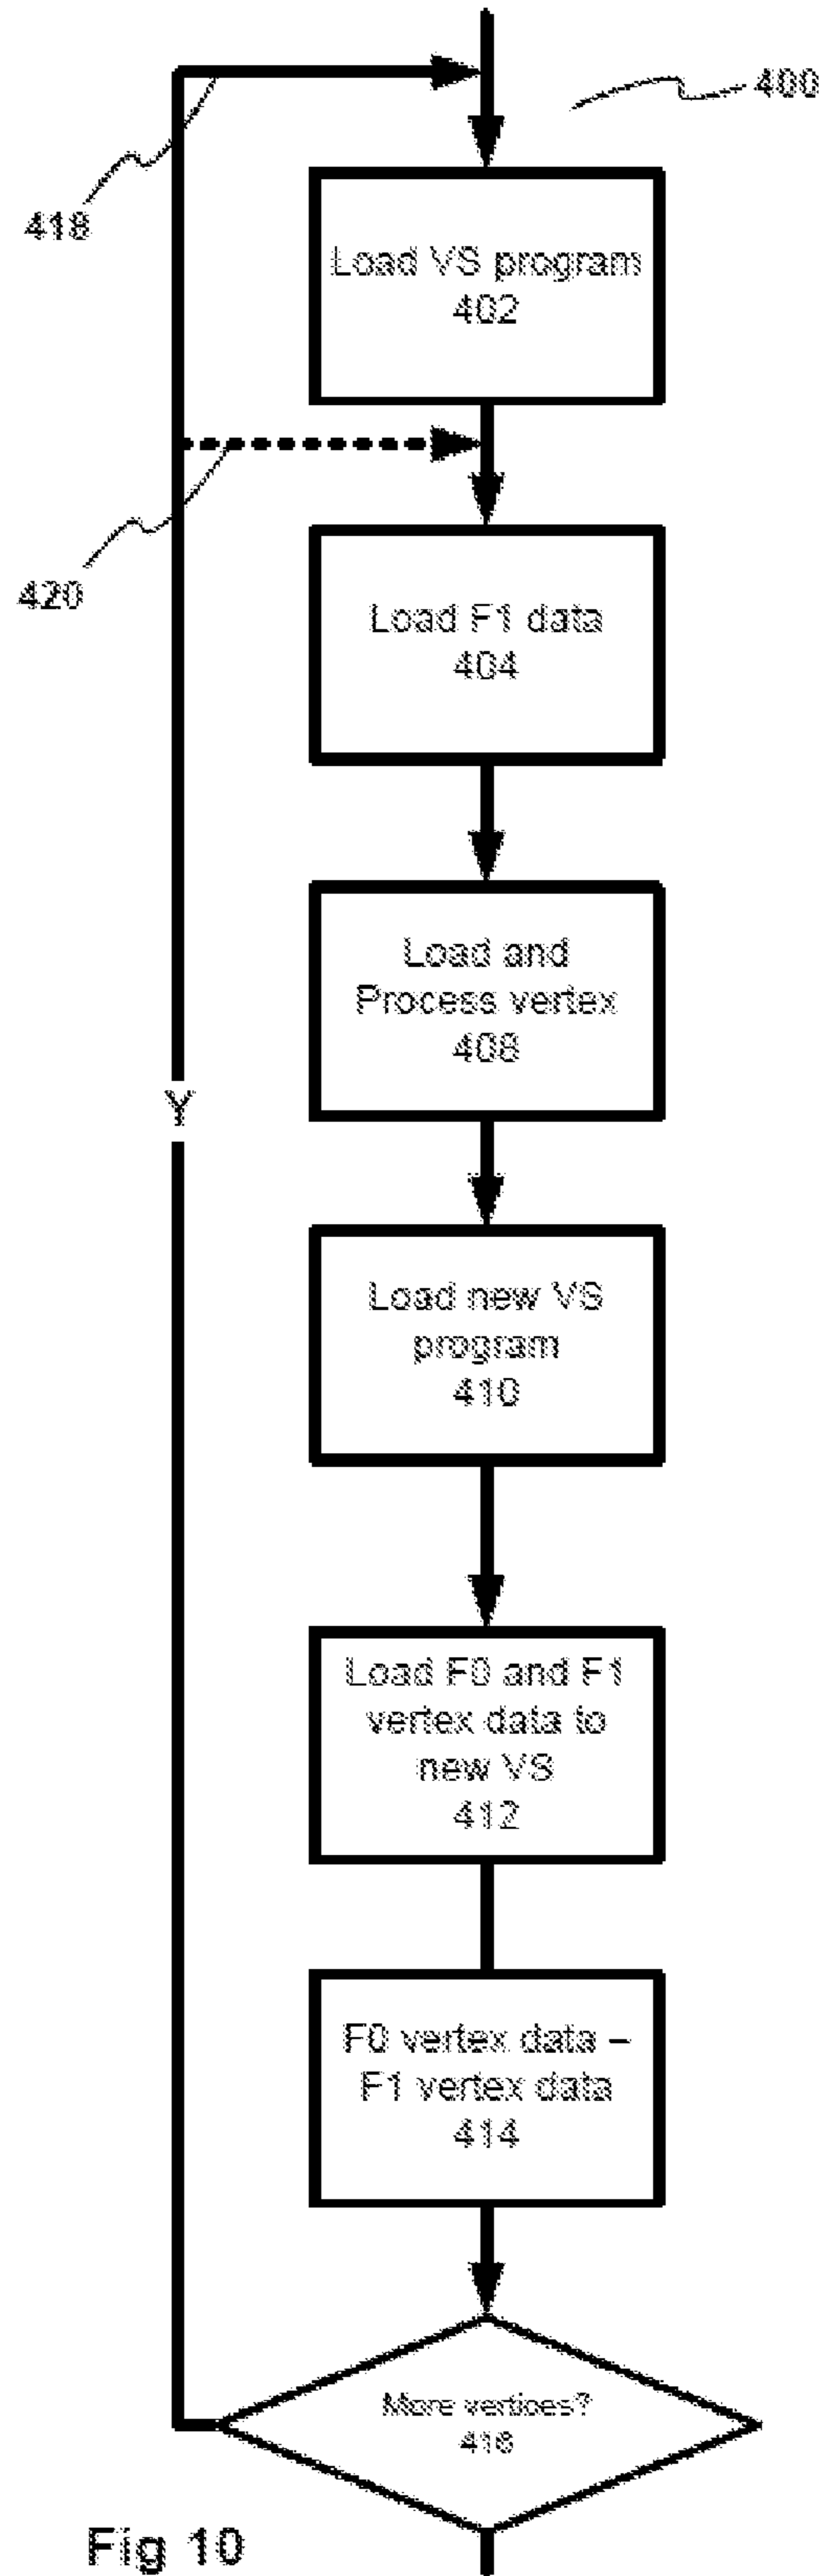 400
418
Load VS program
402
420
Load F1 data
404
Load and
Process vertex
408
Y
Load new VS
program
410
Load F0 and F1
vertex data to
new VS
412
F0 vertex data –
F1 vertex data
414
More vertices?
416
Fig 10